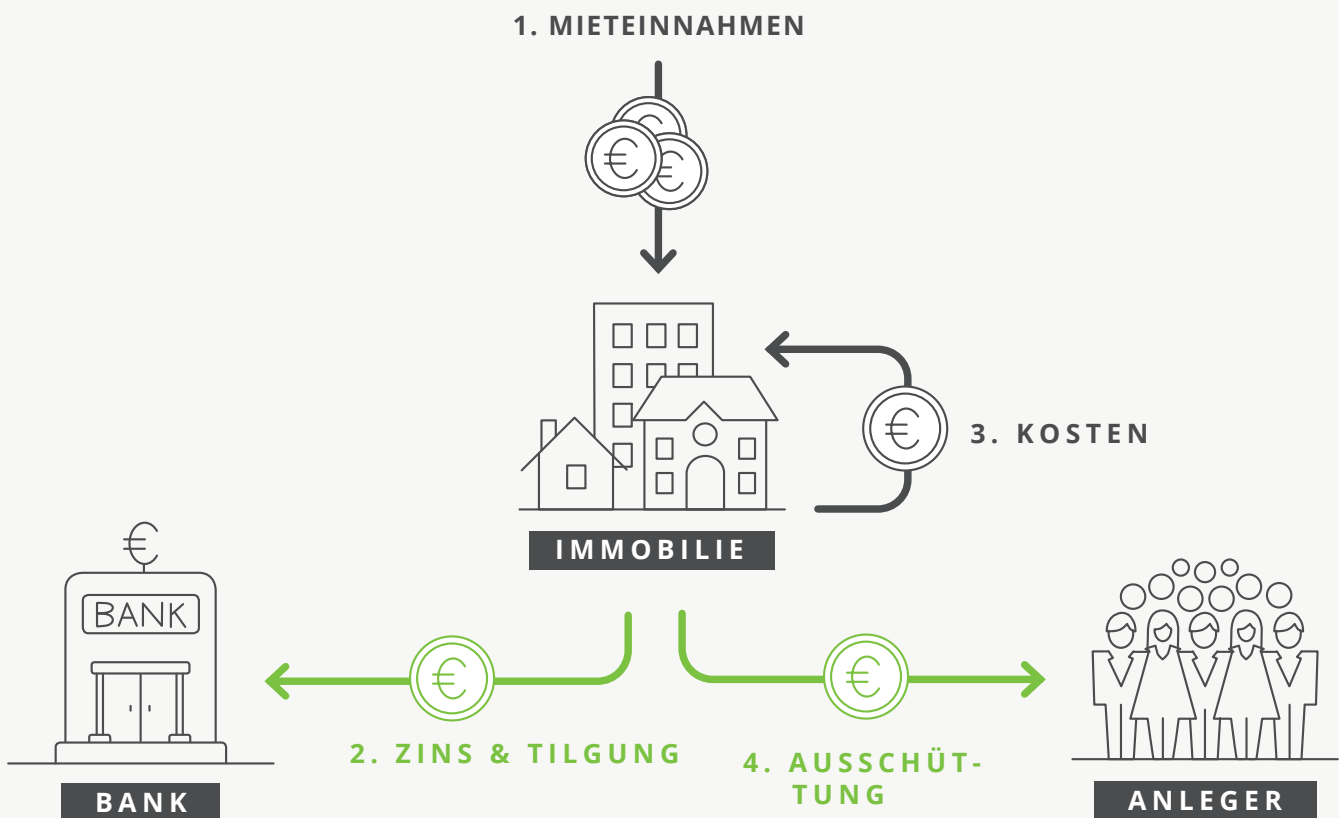 1. MIETEINNAHMEN
€ € €
€
3. KOSTEN
IMMOBILIE
€
BANK
€
€
2. ZINS & TILGUNG
4. AUSSCHÜT-
TUNG
BANK
ANLEGER